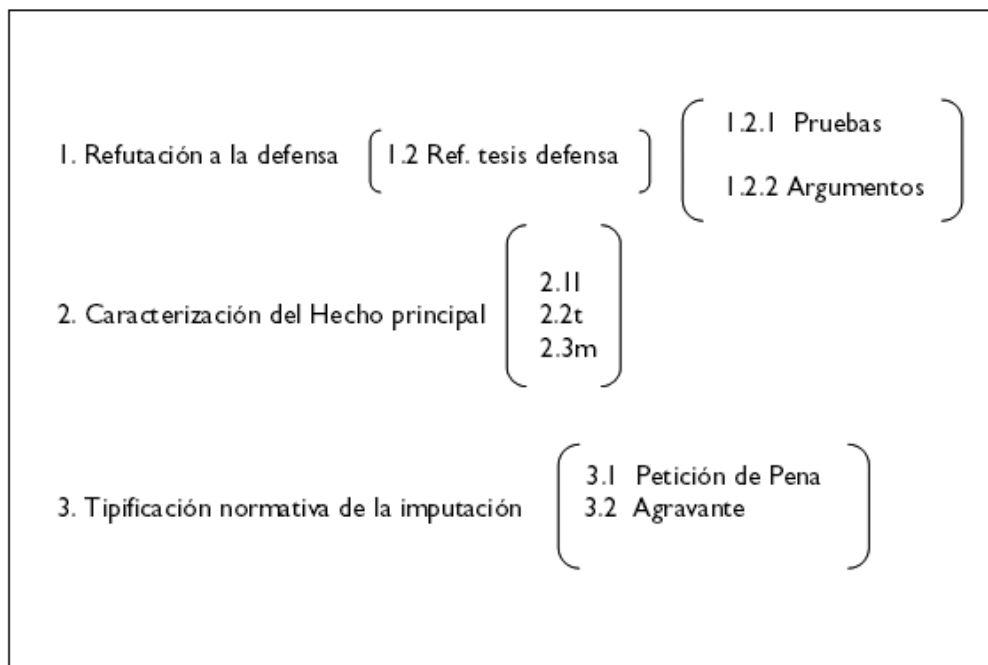 1. Refutación a la defensa
1.2 Ref. tesis defensa
1.2.1 Pruebas
1.2.2 Argumentos
2. Caracterización del Hecho principal
2.1l
2.2t
2.3m
3. Tipificación normativa de la imputación
3.1 Petición de Pena
3.2 Agravante